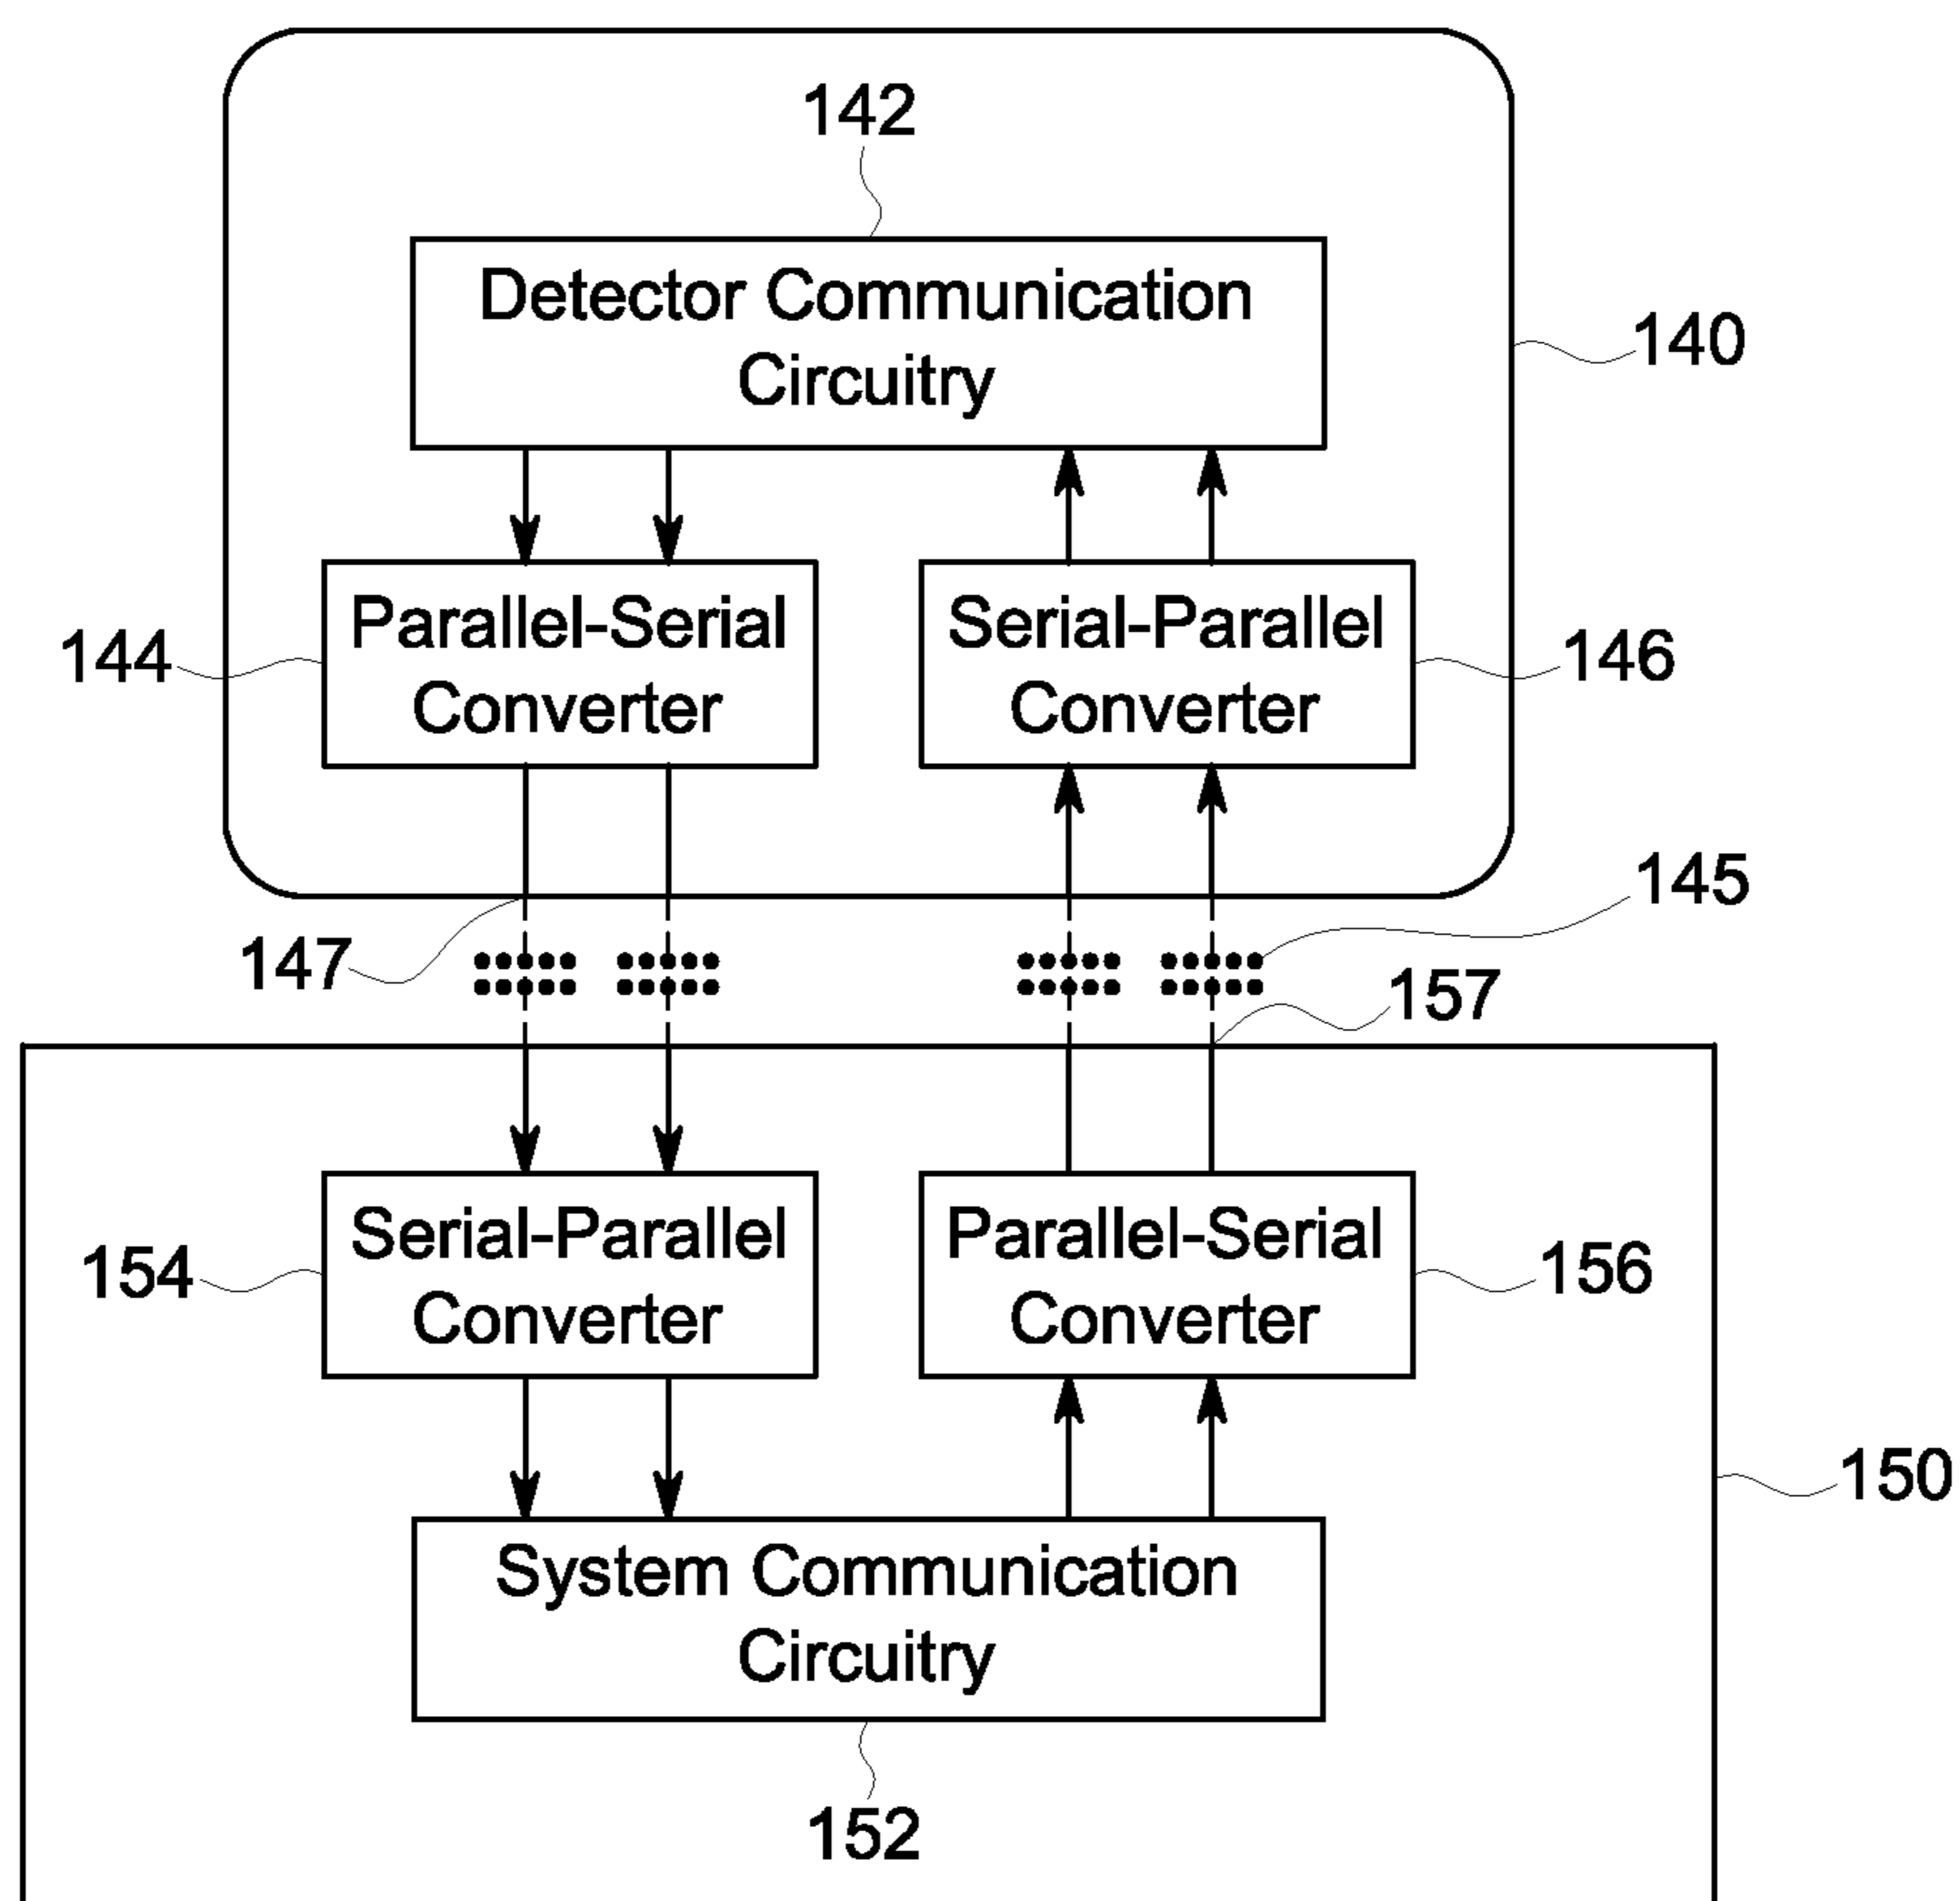 142
Detector Communication
Circuitry
140
Parallel-Serial
Converter
Serial-Parallel
Converter
144
146
145
147
157
Serial-Parallel
Converter
Parallel-Serial
Converter
154
156
150
System Communication
Circuitry
152